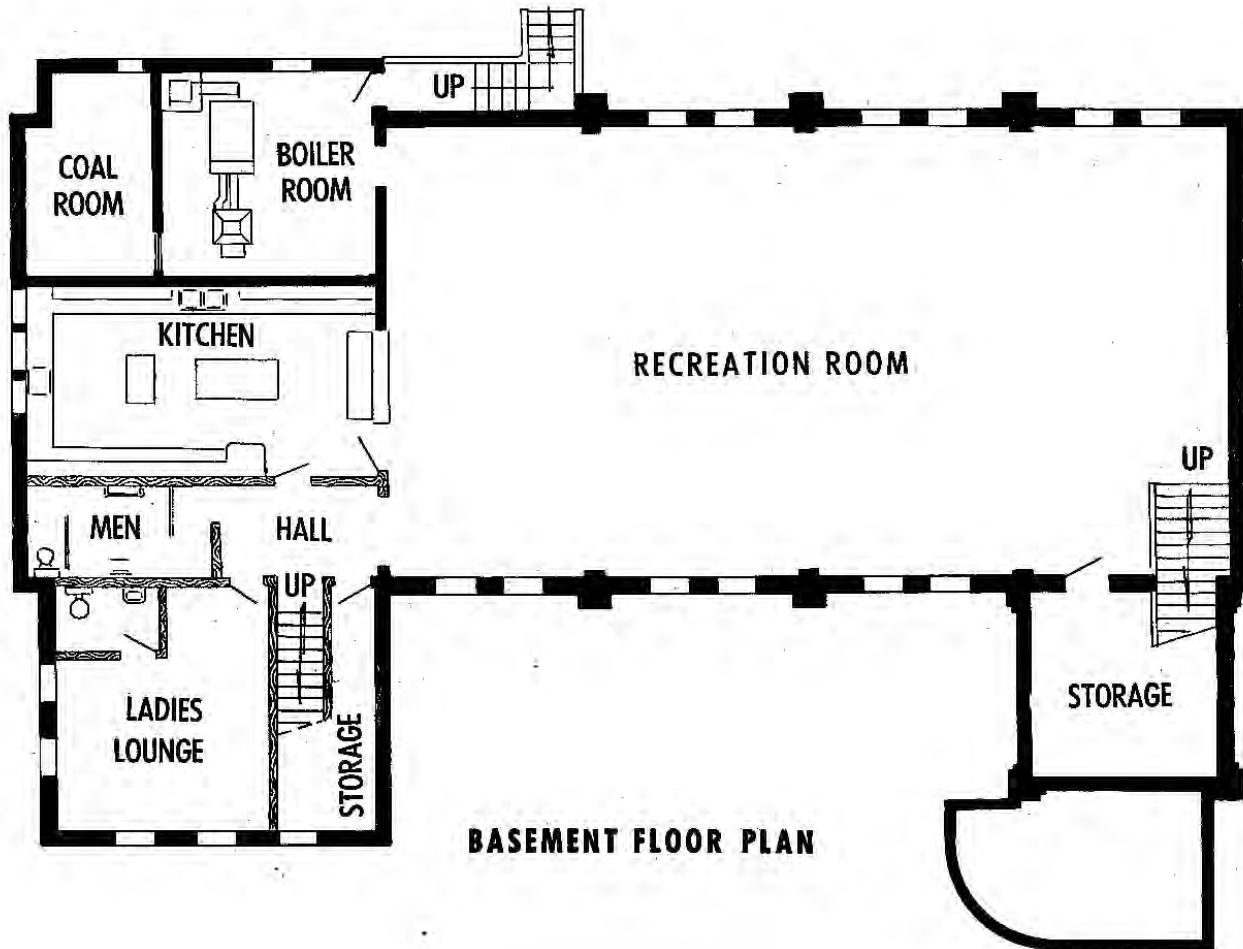 UP
COAL
ROOM
BOILER
ROOM
KITCHEN
RECREATION ROOM
UP
MEN
HALL
UP
LADIES
LOUNGE
STORAGE
STORAGE
BASEMENT FLOOR PLAN